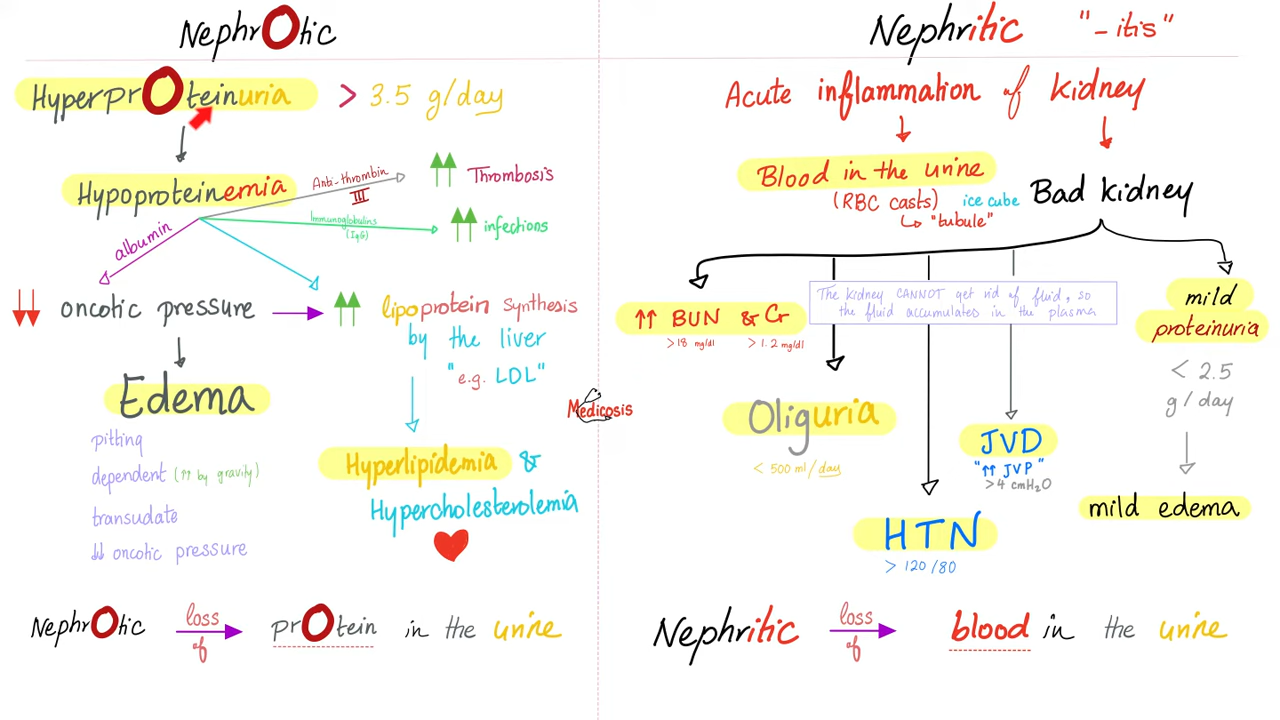 NephrOtic
HyperprOteinuria > 3.5 g/day
Hypoproteinemia
Anti-thrombin
III
Thrombosis
Immunoglobulins
(IgG)
infections
albumin
oncotic pressure
lipoprotein synthesis
by the liver
"e.g. LDL"
Edema
pitting
dependent (↑↑ by gravity)
transudate
↓↓ oncotic pressure
Hyperlipidemia &
Hypercholesterolemia
NephrOtic loss of prOtein in the urine
Medicosis
Nephritic "-itis"
Acute inflammation of kidney
Blood in the urine
(RBC casts) ice cube
"tubule"
Bad kidney
↑↑ BUN & Cr
>18 mg/dl >1.2 mg/dl
The kidney CANNOT get rid of fluid, so
the fluid accumulates in the plasma
Oliguria
< 500 ml/day
HTN
> 120/80
JVD
"↑↑ JVP"
>4 cmH₂O
mild
proteinuria
< 2.5
g/day
mild edema
Nephritic loss of blood in the urine